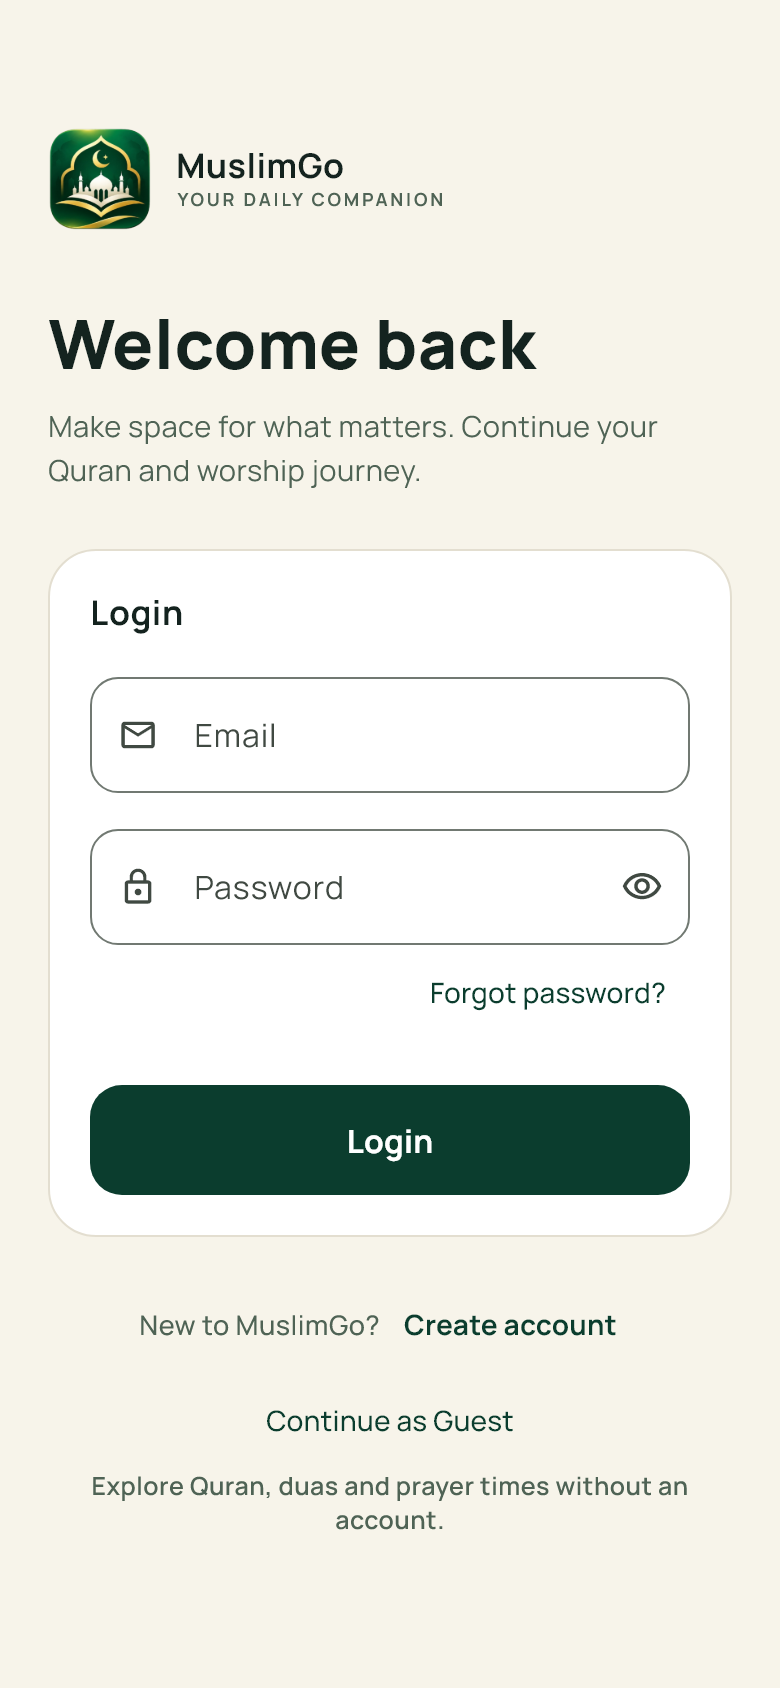 MuslimGo
YOUR DAILY COMPANION
Welcome back
Make space for what matters. Continue your
Quran and worship journey.
Login
Email
Password
Forgot password?
Login
New to MuslimGo? Create account
Continue as Guest
Explore Quran, duas and prayer times without an
account.